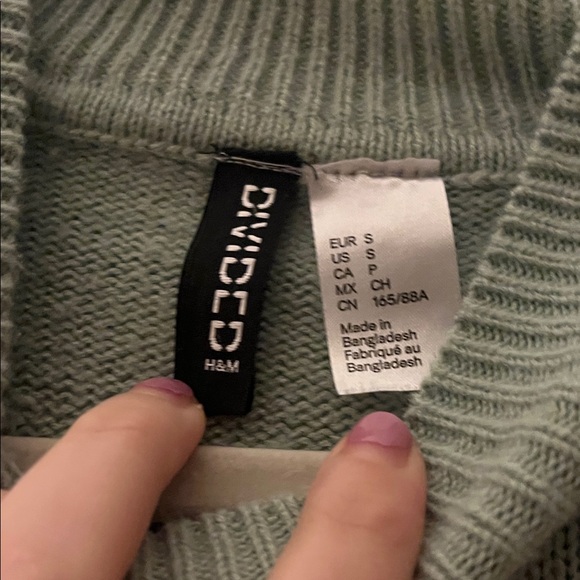 DIVIDED
H&M
EUR S
US S
CA P
MX CH
CN 165/88A
Made in
Bangladesh
Fabriqué au
Bangladesh